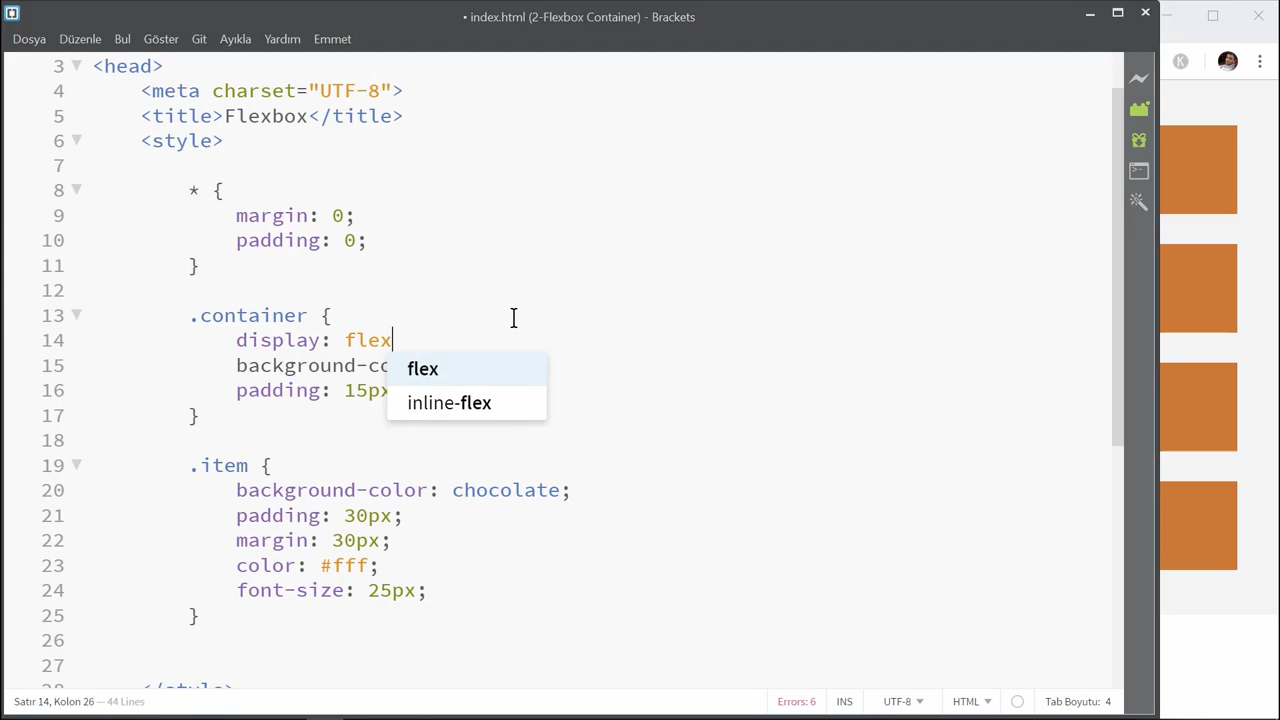 • index.html (2-Flexbox Container) - Brackets
Dosya Düzenle Bul Göster Git Ayıkla Yardım Emmet
3 <head>
4 <meta charset="UTF-8">
5 <title>Flexbox</title>
6 <style>
7
8 * {
9 margin: 0;
10 padding: 0;
11 }
12
13 .container {
14 display: flex
15 background-co
16 padding: 15px
17 }
18
19 .item {
20 background-color: chocolate;
21 padding: 30px;
22 margin: 30px;
23 color: #fff;
24 font-size: 25px;
25 }
26
27
flex
inline-flex
K
Satır 14, Kolon 26 — 44 Lines
Errors: 6 INS UTF-8 HTML Tab Boyutu: 4